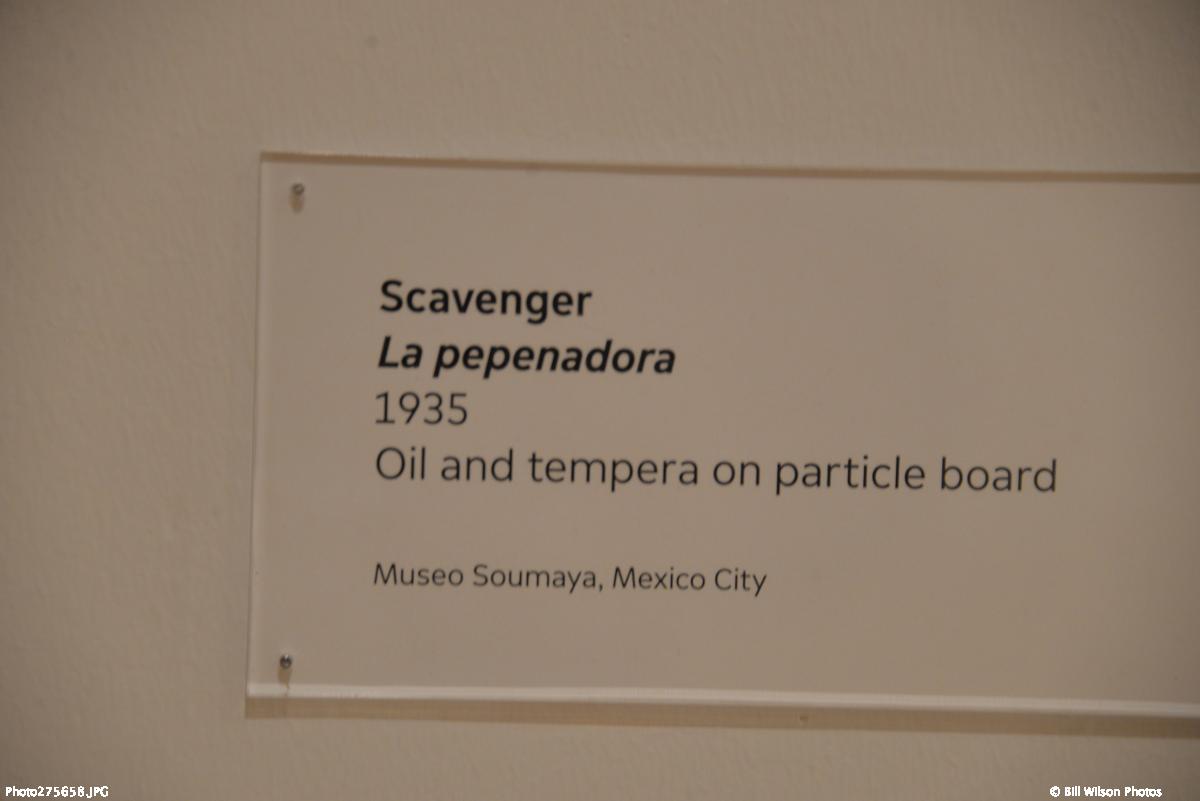 Scavenger
La pepenadora
1935
Oil and tempera on particle board
Museo Soumaya, Mexico City
Photo275658.JPG
© Bill Wilson Photos